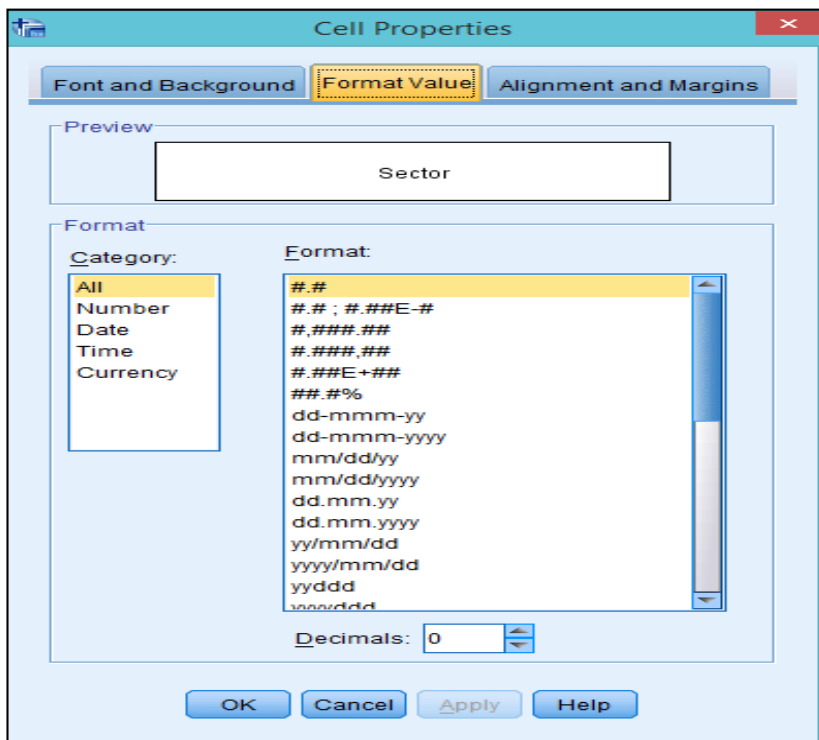 Cell Properties
Font and Background Format Value Alignment and Margins
Preview
Sector
Format
Category:
All
Number
Date
Time
Currency
Format:
#.#
#.# ; #.##E-#
#,###.##
#.###,##
#.##E+##
##.#%
dd-mmm-yy
dd-mmm-yyyy
mm/dd/yy
mm/dd/yyyy
dd.mm.yy
dd.mm.yyyy
yy/mm/dd
yyyy/mm/dd
yyddd
yyyyddd
Decimals: 0
OK Cancel Apply Help